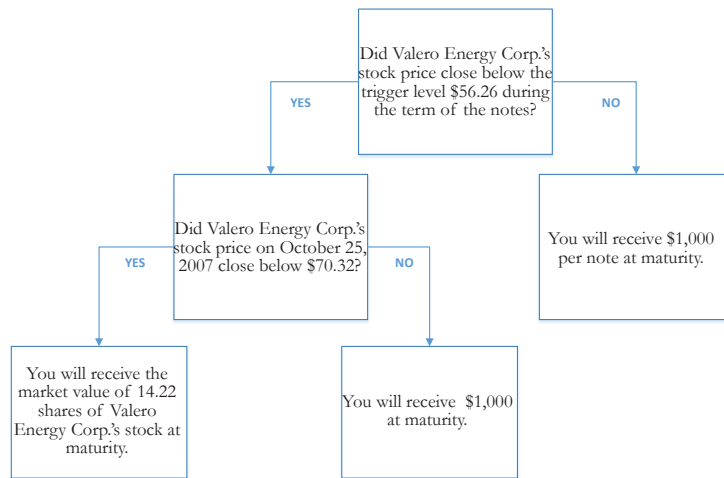 Did Valero Energy Corp.'s
stock price close below the
trigger level $56.26 during
the term of the notes?
YES
NO
Did Valero Energy Corp.'s
stock price on October 25,
2007 close below $70.32?
You will receive $1,000
per note at maturity.
YES
NO
You will receive the
market value of 14.22
shares of Valero
Energy Corp.'s stock at
maturity.
You will receive $1,000
at maturity.